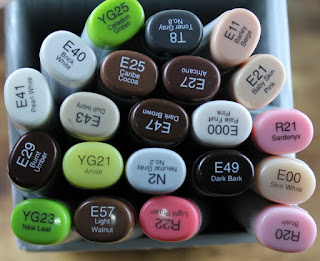 YG25
Celadon
Green
T8
Toner Gray
No.8
E11
Barley
Beige
E40
Brick
White
E25
Caribe
Cocoa
E27
Africano
E21
Baby Skin
Pink
E41
Pearl White
E43
Dull Ivory
E47
Dark Brown
E000
Pale Fruit
Pink
R21
Sardonyx
E29
Burnt
Umber
YG21
Anise
N2
Neutral Gray
No.2
E49
Dark Bark
E00
Skin White
YG23
New Leaf
E57
Light
Walnut
R22
Light Prawn
R20
Blush